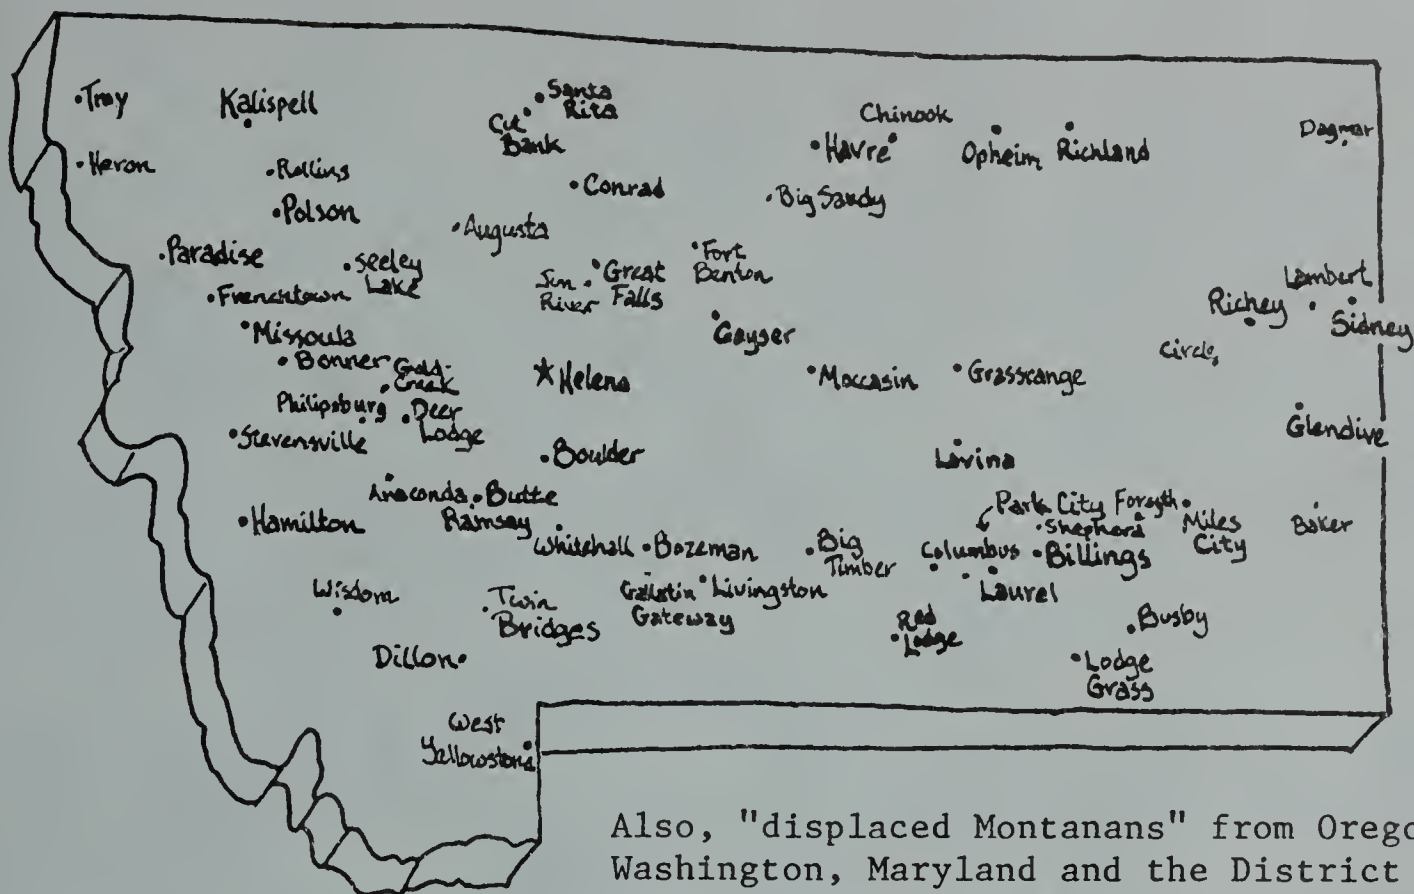 Troy
Kalispell
Santa
Rita
Cut
Bank
Chinook
Havre
Opheim
Richland
Dagmar
Heron
Rollins
Polson
Conrad
Big Sandy
Augusta
Paradise
Seeley
Lake
Frenchtown
Sun
River
Great
Falls
Fort
Benton
Geyser
Lambert
Richey
Sidney
Circle
Missoula
Bonner
Gold-
Creek
Helena
Moccasin
Grassrange
Philipsburg
Deer
Lodge
Stevensville
Boulder
Lavina
Glendive
Anaconda
Butte
Ramsay
Hamilton
Whitehall
Bozeman
Big
Timber
Park City
Forsyth
Shepherd
Miles
City
Baker
Columbus
Billings
Laurel
Wisdom
Twin
Bridges
Gallatin
Gateway
Livingston
Red
Lodge
Busby
Dillon
Lodge
Grass
West
Yellowstone
Also, "displaced Montanans" from Orego
Washington, Maryland and the District